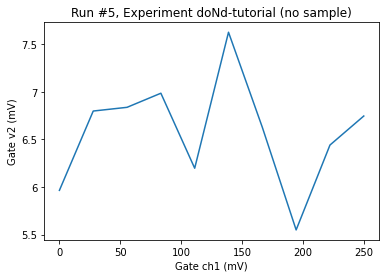 Run #5, Experiment doNd-tutorial (no sample)
7.5
7
6.5
6
5.5
Gate v2 (mV)
0 50 100 150 200 250
Gate ch1 (mV)